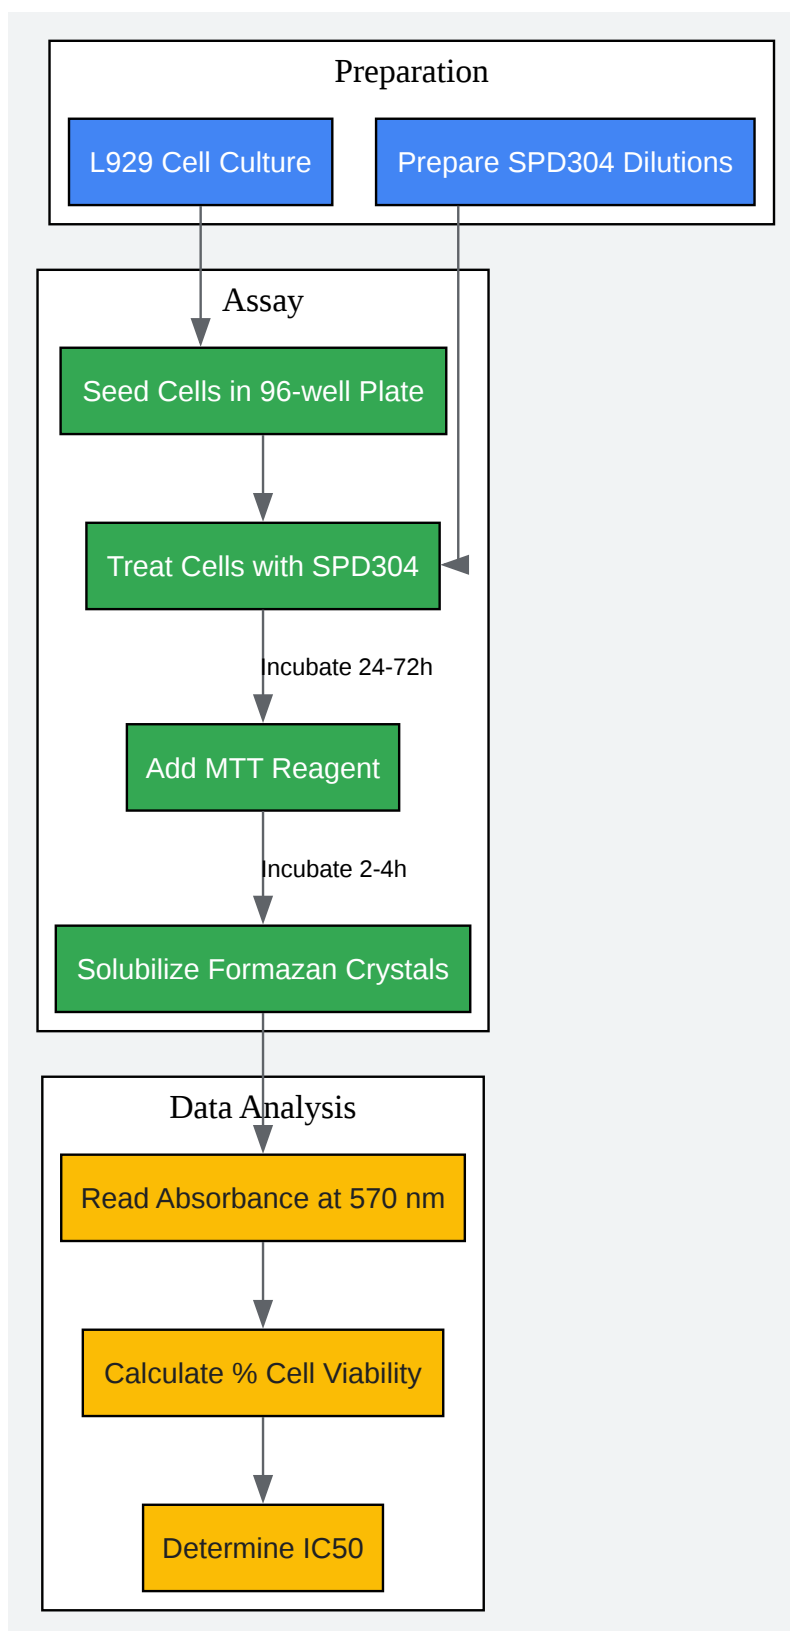 Preparation
L929 Cell Culture
Prepare SPD304 Dilutions
Assay
Seed Cells in 96-well Plate
Treat Cells with SPD304
Incubate 24-72h
Add MTT Reagent
Incubate 2-4h
Solubilize Formazan Crystals
Data Analysis
Read Absorbance at 570 nm
Calculate % Cell Viability
Determine IC50